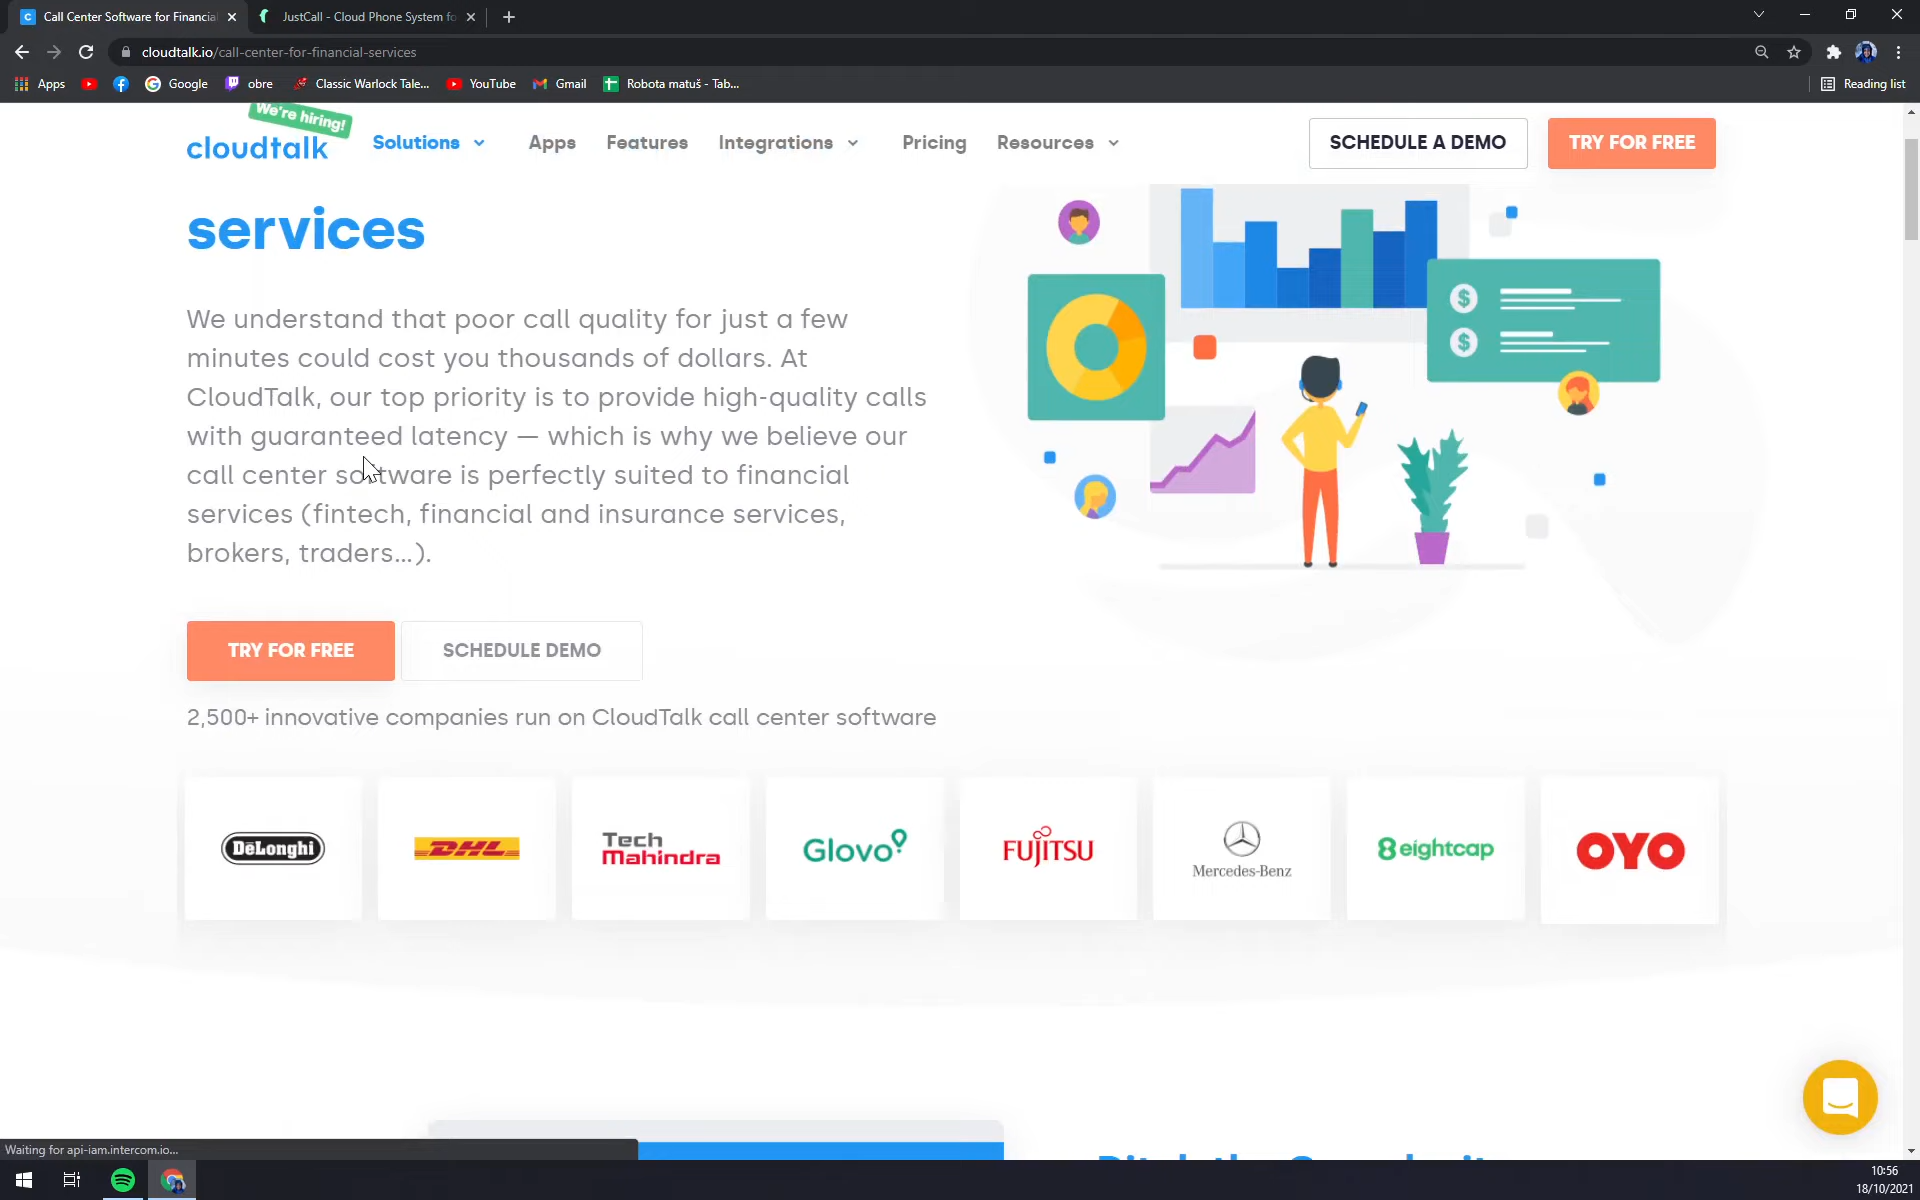 Call Center Software for Financial
JustCall - Cloud Phone System fo
cloudtalk.io/call-center-for-financial-services
Apps
Google
obre
Classic Warlock Tale...
YouTube
Gmail
Robota matuš - Tab...
Reading list
We're hiring!
cloudtalk
Solutions
Apps
Features
Integrations
Pricing
Resources
SCHEDULE A DEMO
TRY FOR FREE
services
We understand that poor call quality for just a few
minutes could cost you thousands of dollars. At
CloudTalk, our top priority is to provide high-quality calls
with guaranteed latency — which is why we believe our
call center software is perfectly suited to financial
services (fintech, financial and insurance services,
brokers, traders...).
TRY FOR FREE
SCHEDULE DEMO
2,500+ innovative companies run on CloudTalk call center software
DeLonghi
DHL
Tech
Mahindra
Glovo
FUJITSU
Mercedes-Benz
8eightcap
OYO
Waiting for api-iam.intercom.io...
10:56
18/10/2021